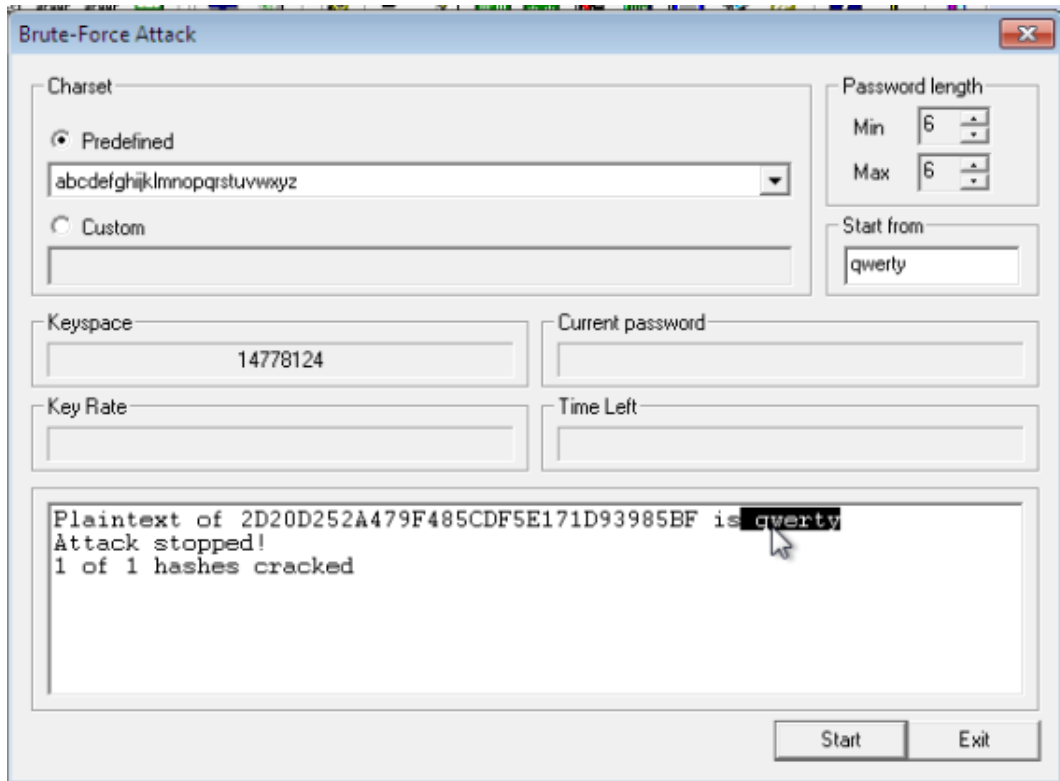 Brute-Force Attack
Charset
Predefined
abcdefghijklmnopqrstuvwxyz
Custom
Password length
Min 6
Max 6
Start from
qwerty
Keyspace
14778124
Current password
Key Rate
Time Left
Plaintext of 2D20D252A479F485CDF5E171D93985BF is qwerty
Attack stopped!
1 of 1 hashes cracked
Start
Exit